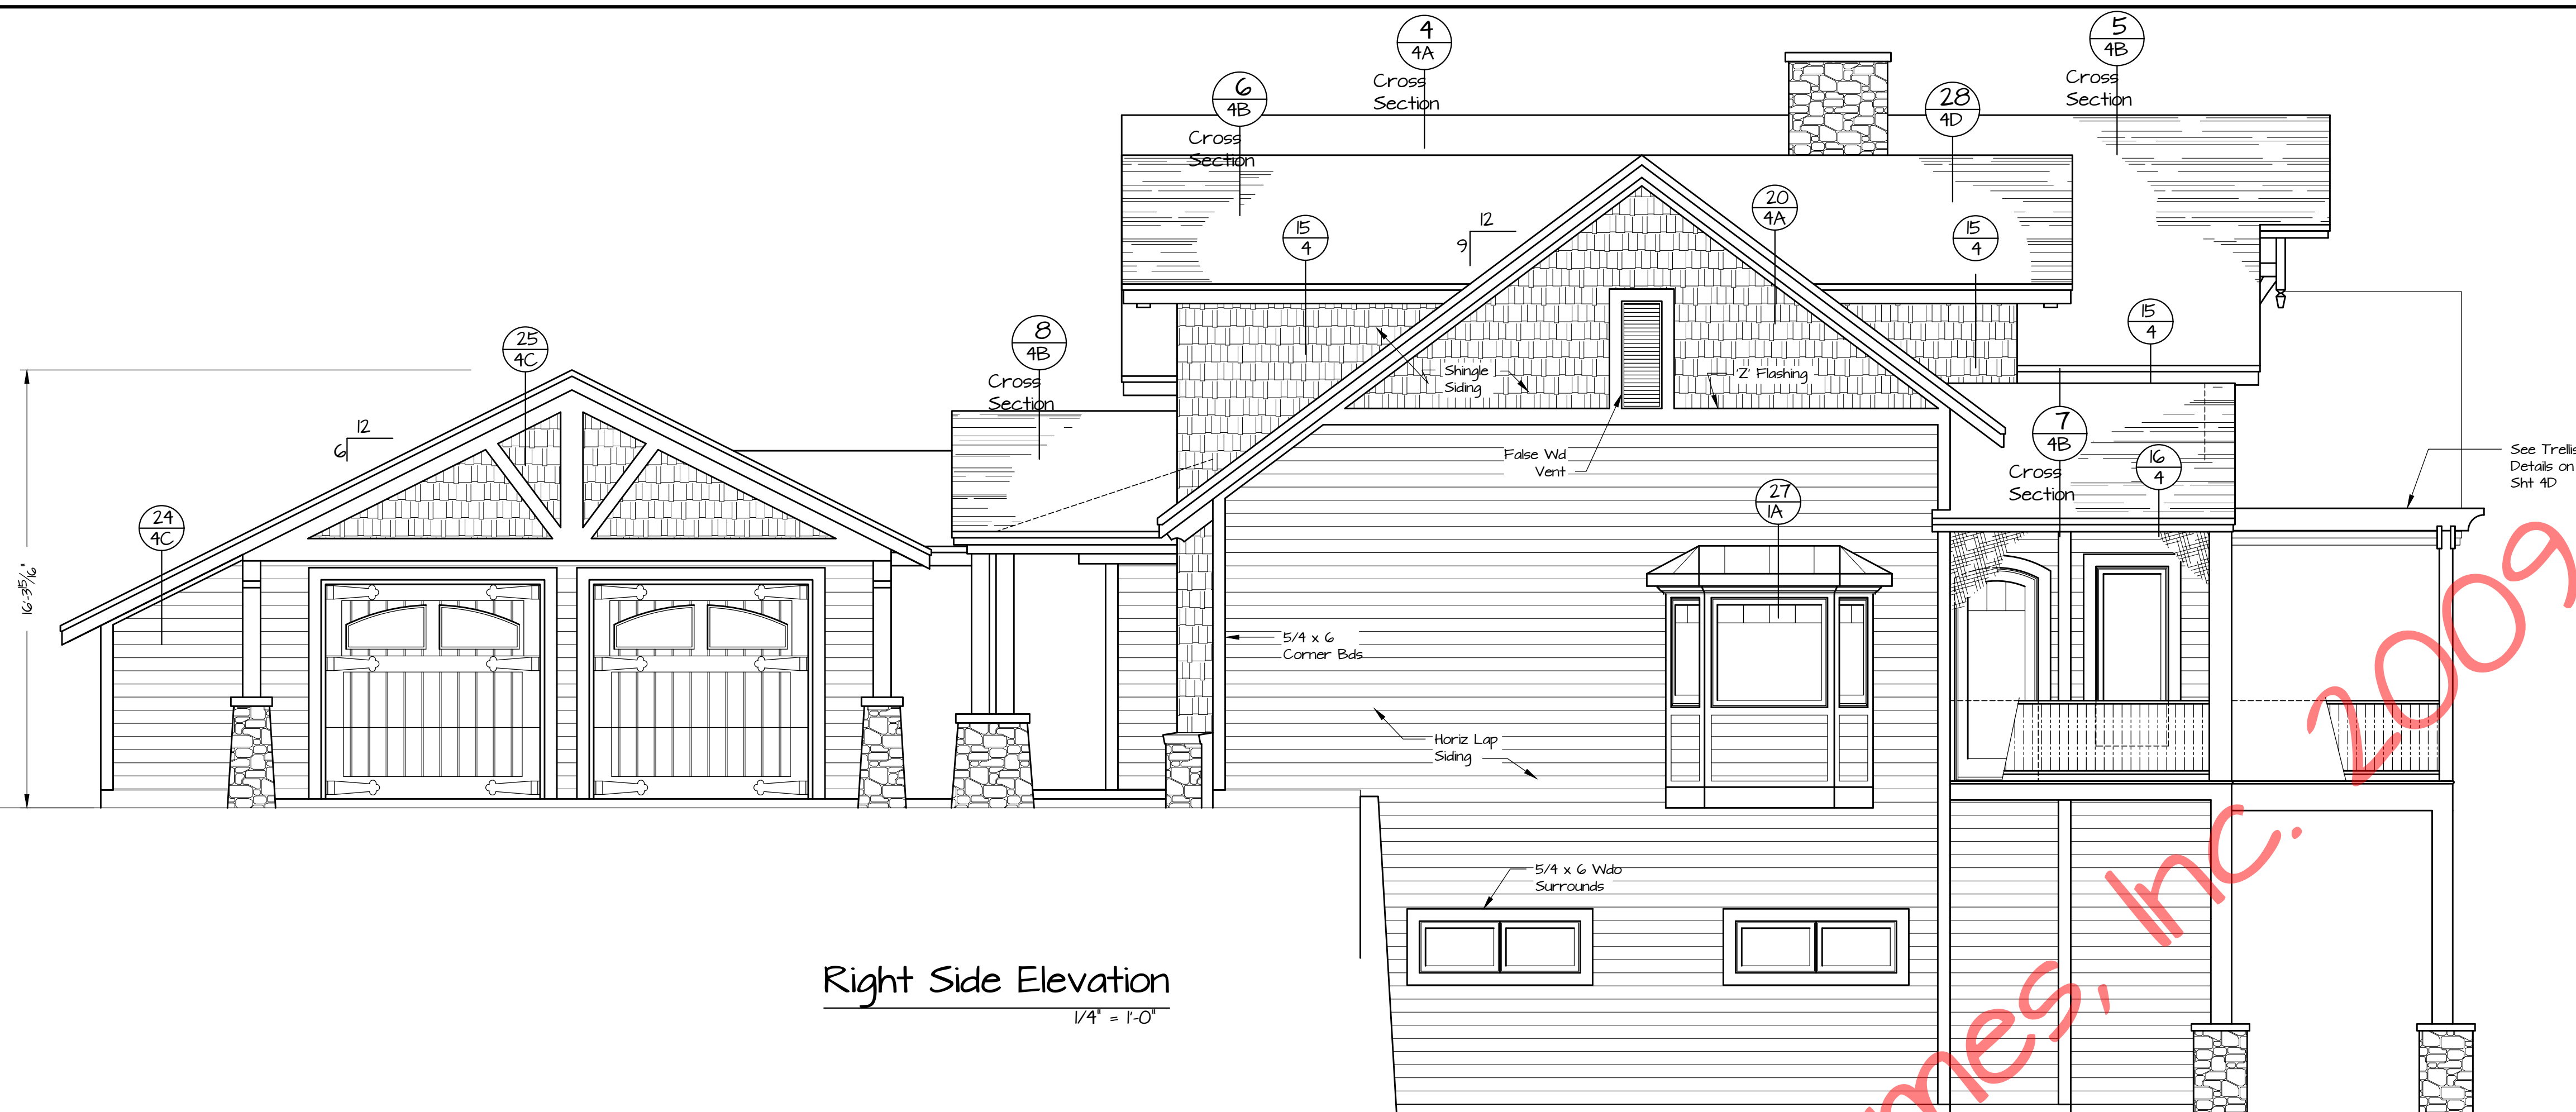 4
4A
Cross
Section
5
4B
Cross
Section
6
4B
Cross
Section
28
4D
20
4A
15
4
15
4
12
9
15
4
8
4B
Cross
Section
25
4C
Shingle
Siding
'Z' Flashing
7
4B
Cross
Section
16
4
12
6
False Wd
Vent
See Trellis
Details on
Sht 4D
27
1A
24
4C
16'-3 15/16"
5/4 x 6
Corner Bds
Horiz Lap
Siding
5/4 x 6 Wdo
Surrounds
Right Side Elevation
1/4" = 1'-0"
mes, Inc. 2009